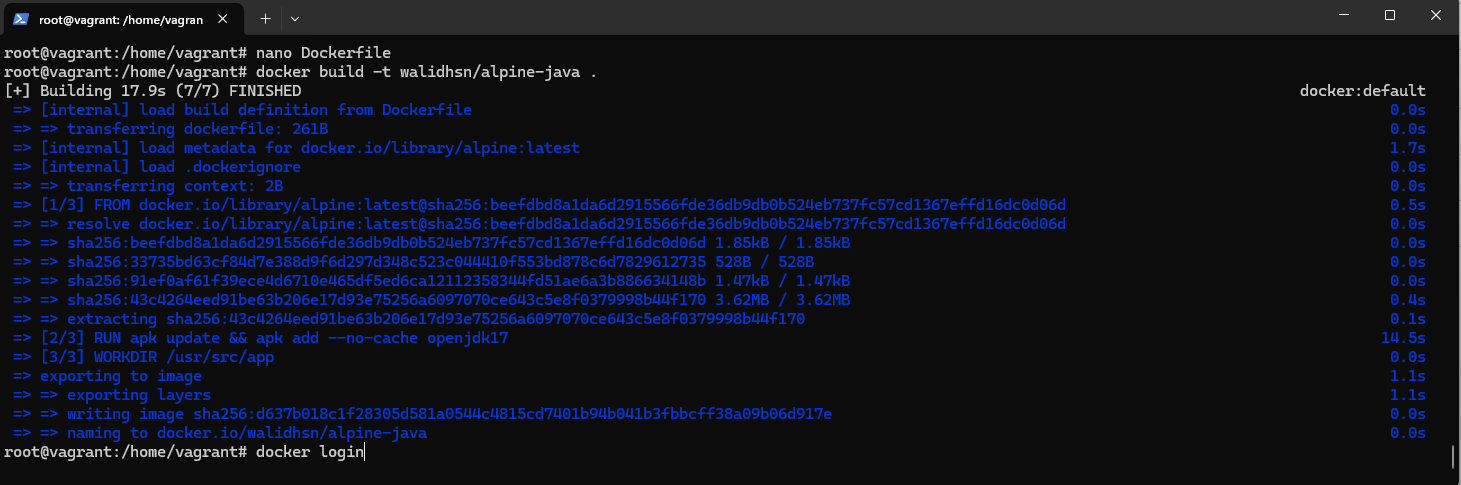 root@vagrant: /home/vagran
root@vagrant:/home/vagrant# nano Dockerfile
root@vagrant:/home/vagrant# docker build -t walidhsn/alpine-java .
[+] Building 17.9s (7/7) FINISHED docker:default
=> [internal] load build definition from Dockerfile 0.0s
=> => transferring dockerfile: 261B 0.0s
=> [internal] load metadata for docker.io/library/alpine:latest 1.7s
=> [internal] load .dockerignore 0.0s
=> => transferring context: 2B 0.0s
=> [1/3] FROM docker.io/library/alpine:latest@sha256:beefdbd8a1da6d2915566fde36db9db0b524eb737fc57cd1367effd16dc0d06d 0.5s
=> => resolve docker.io/library/alpine:latest@sha256:beefdbd8a1da6d2915566fde36db9db0b524eb737fc57cd1367effd16dc0d06d 0.0s
=> => sha256:beefdbd8a1da6d2915566fde36db9db0b524eb737fc57cd1367effd16dc0d06d 1.85kB / 1.85kB 0.0s
=> => sha256:33735bd63cf84d7e388d9f6d297d348c523c044410f553bd878c6d7829612735 528B / 528B 0.0s
=> => sha256:91ef0af61f39ece4d6710e465df5ed6ca12112358344fd51ae6a3b886634148b 1.47kB / 1.47kB 0.0s
=> => sha256:43c4264eed91be63b206e17d93e75256a6097070ce643c5e8f0379998b44f170 3.62MB / 3.62MB 0.4s
=> => extracting sha256:43c4264eed91be63b206e17d93e75256a6097070ce643c5e8f0379998b44f170 0.1s
=> [2/3] RUN apk update && apk add --no-cache openjdk17 14.5s
=> [3/3] WORKDIR /usr/src/app 0.0s
=> exporting to image 1.1s
=> => exporting layers 1.1s
=> => writing image sha256:d637b018c1f28305d581a0544c4815cd7401b94b041b3fbbcff38a09b06d917e 0.0s
=> => naming to docker.io/walidhsn/alpine-java 0.0s
root@vagrant:/home/vagrant# docker login